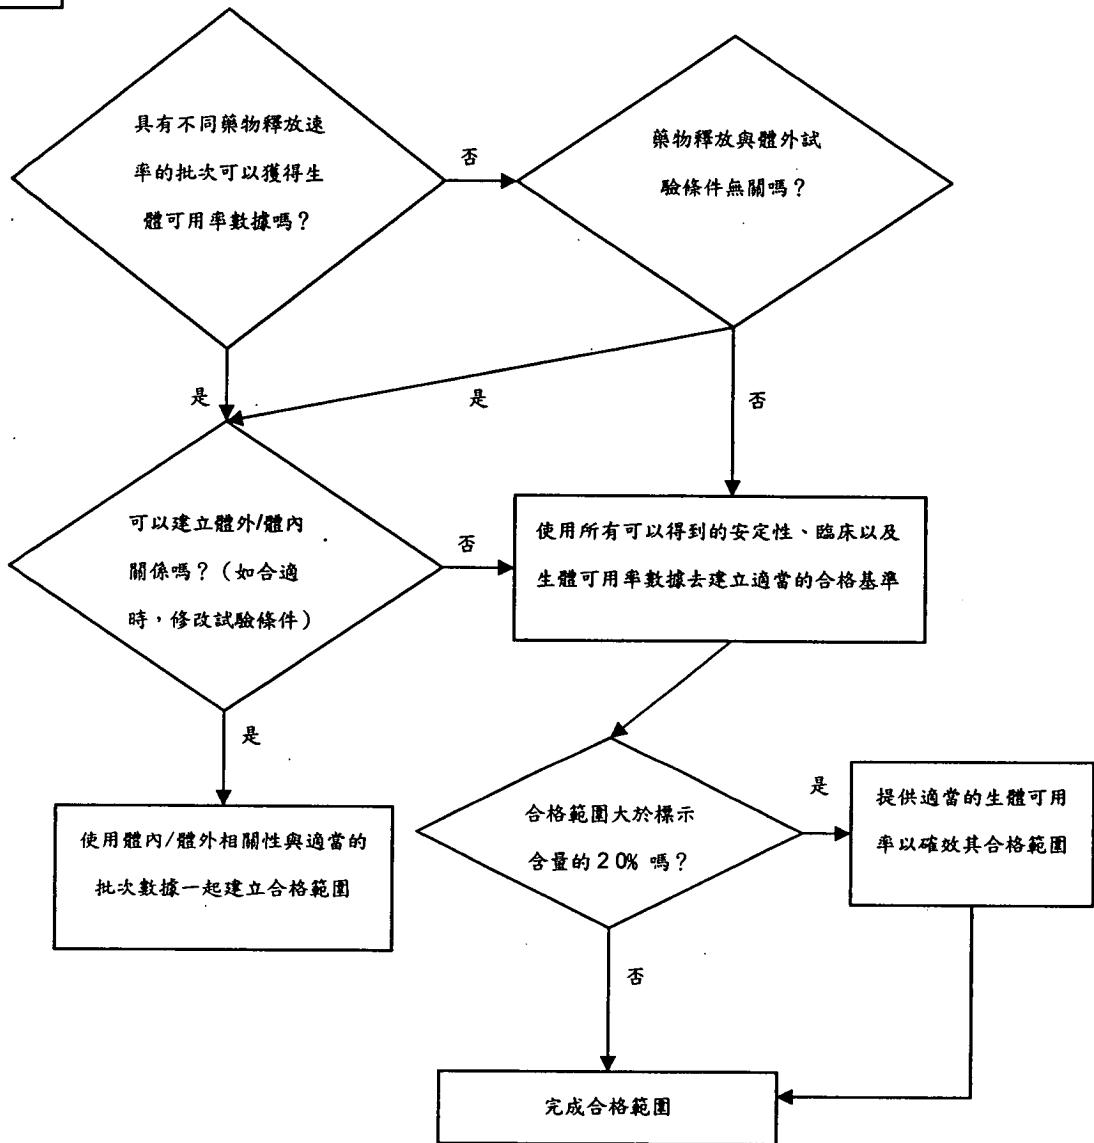 具有不同藥物釋放速
率的批次可以獲得生
體可用率數據嗎？
否
藥物釋放與體外試
驗條件無關嗎？
是
是
否
可以建立體外/體內
關係嗎？（如合適
時，修改試驗條件）
否
使用所有可以得到的安定性、臨床以及
生體可用率數據去建立適當的合格基準
是
使用體內/體外相關性與適當的
批次數據一起建立合格範圍
合格範圍大於標示
含量的20% 嗎？
是
提供適當的生體可用
率以確效其合格範圍
否
完成合格範圍